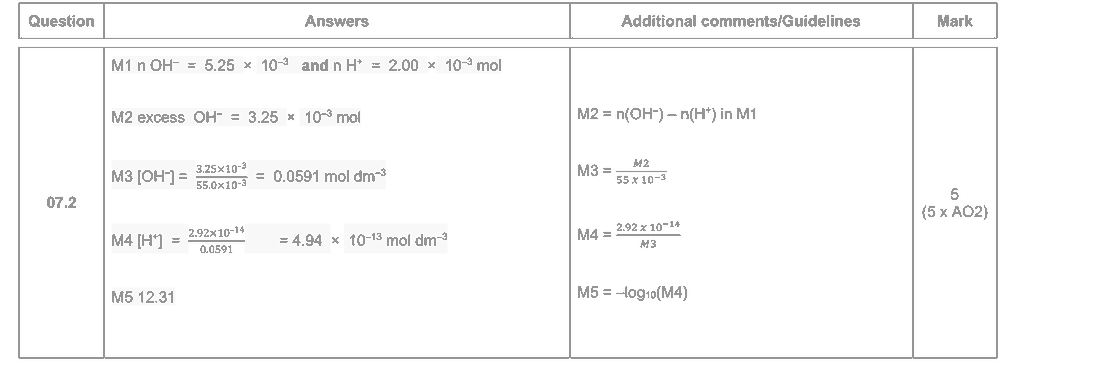 Question Answers Additional comments/Guidelines Mark
07.2
M1 n OH⁻ = 5.25 × 10⁻³ and n H⁺ = 2.00 × 10⁻³ mol
M2 excess OH⁻ = 3.25 × 10⁻³ mol
M3 [OH⁻] = 3.25×10⁻³ / 55.0×10⁻³ = 0.0591 mol dm⁻³
M4 [H⁺] = 2.92×10⁻¹⁴ / 0.0591 = 4.94 × 10⁻¹³ mol dm⁻³
M5 12.31
M2 = n(OH⁻) – n(H⁺) in M1
M3 = M2 / 55 x 10⁻³
M4 = 2.92 x 10⁻¹⁴ / M3
M5 = –log₁₀(M4)
5
(5 x AO2)